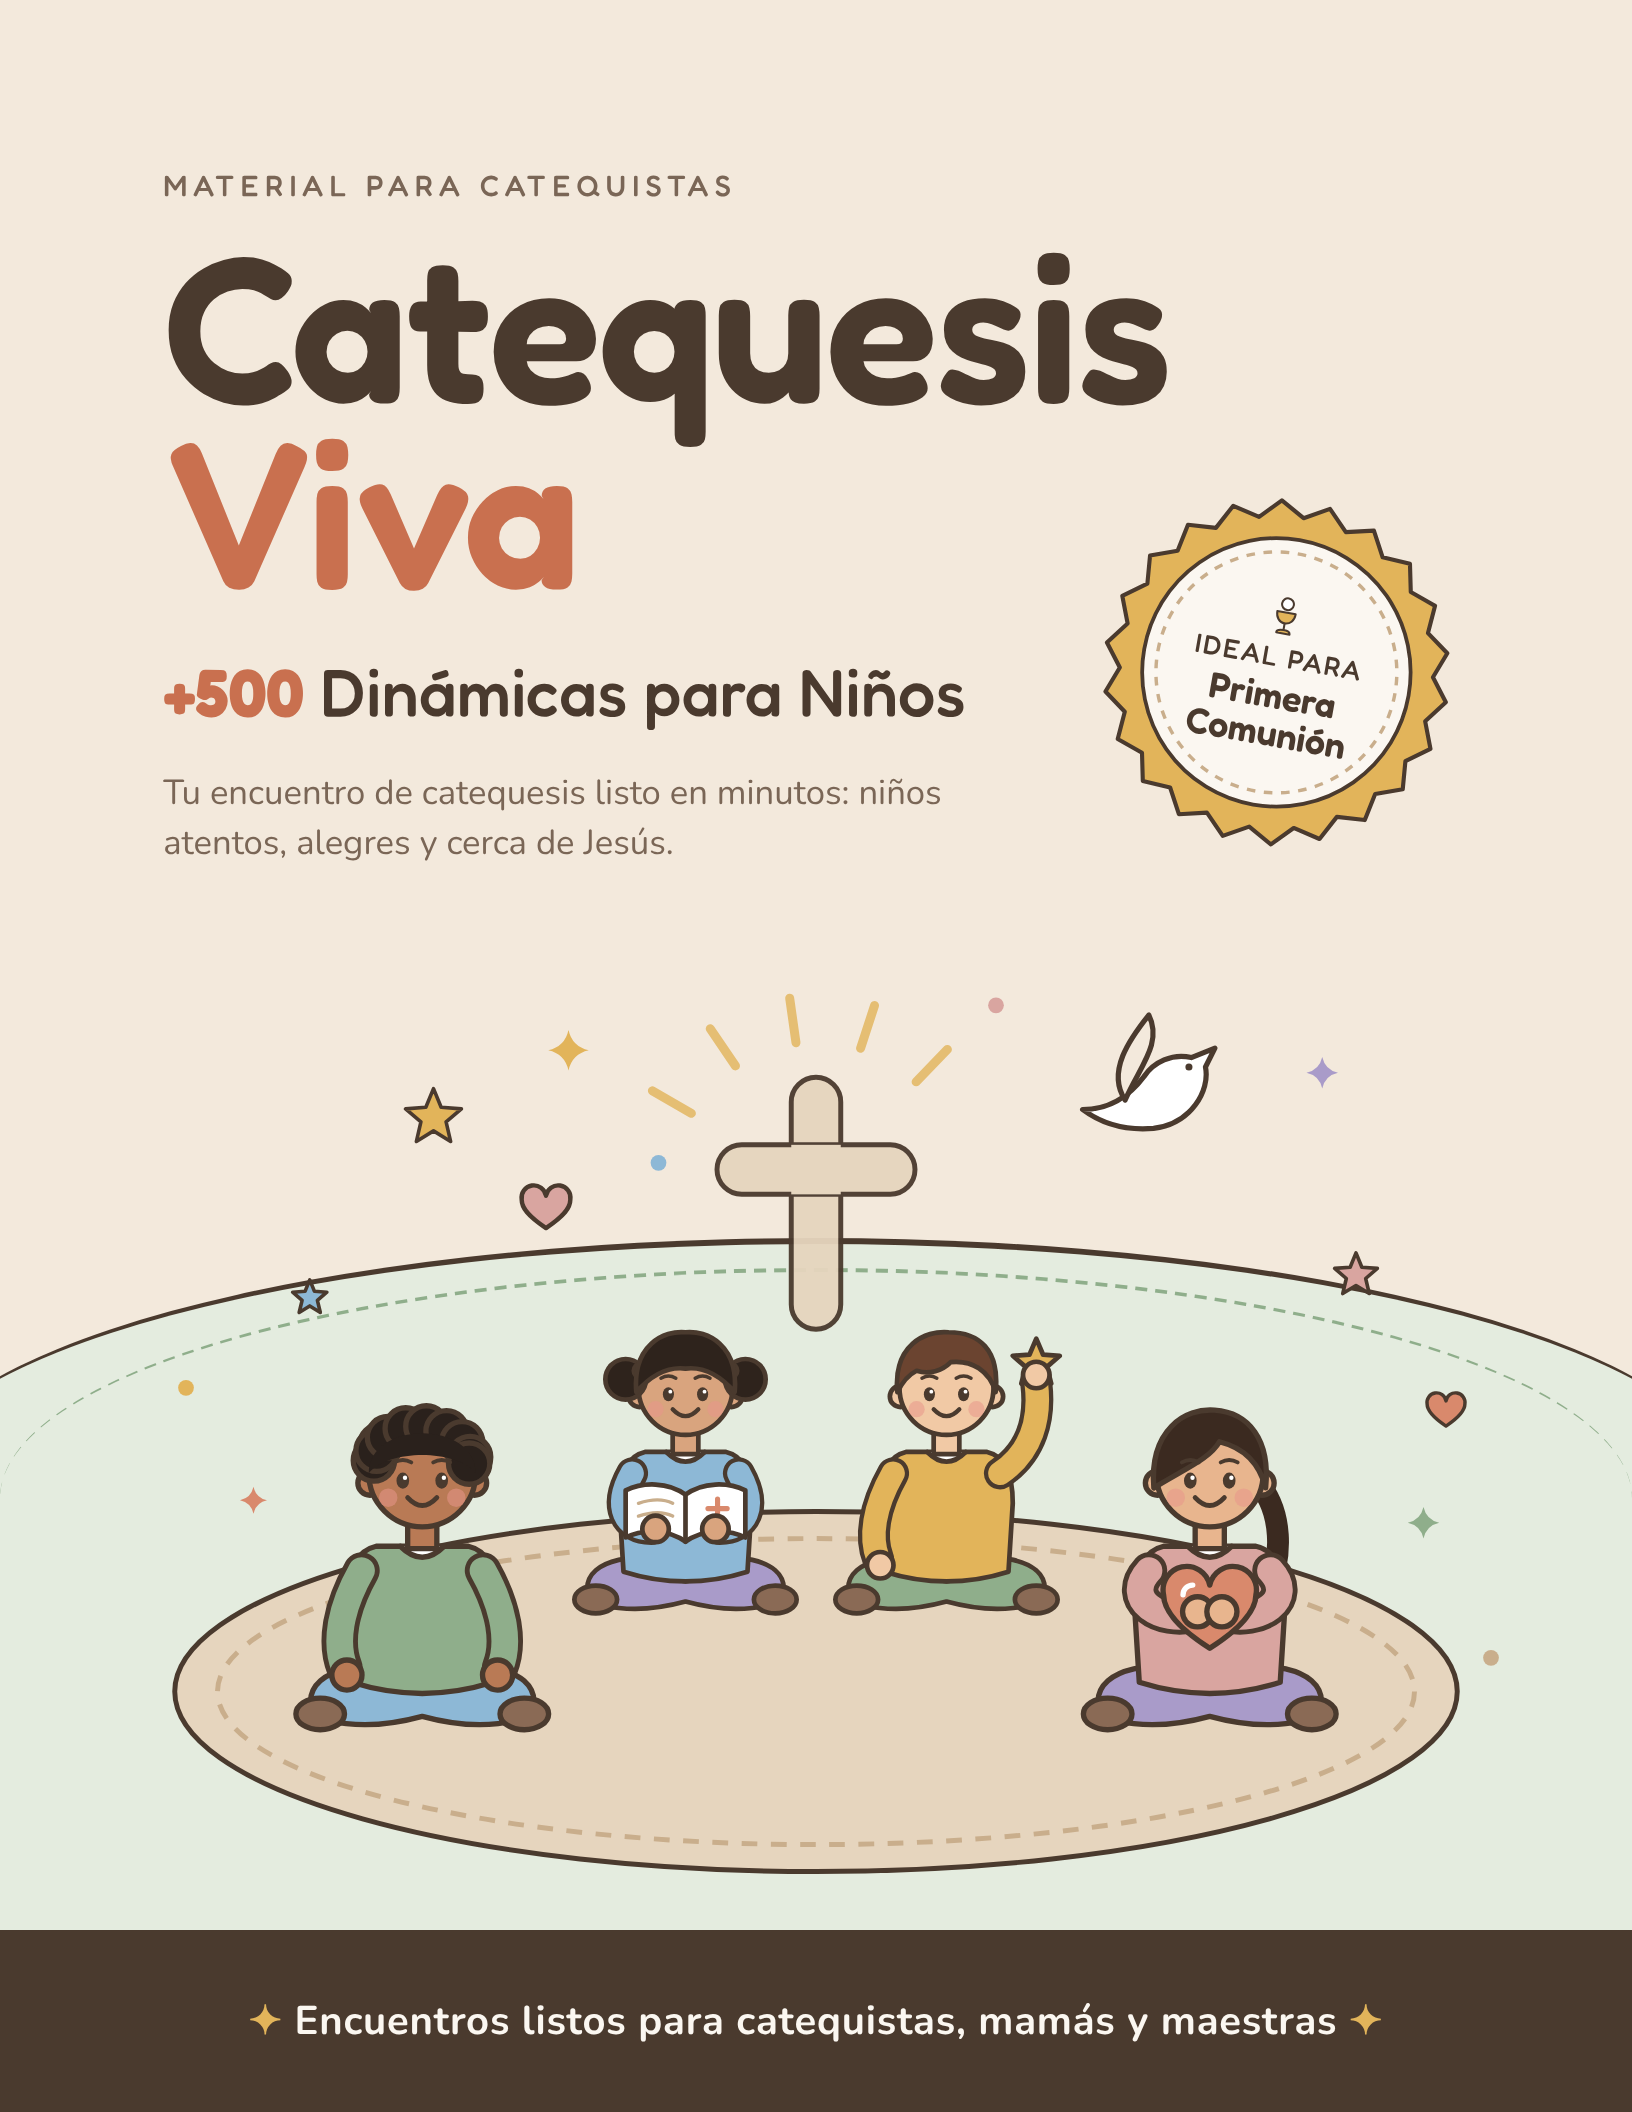 MATERIAL PARA CATEQUISTAS
Catequesis
Viva
+500 Dinámicas para Niños
Tu encuentro de catequesis listo en minutos: niños
atentos, alegres y cerca de Jesús.
IDEAL PARA
Primera
Comunión
Encuentros listos para catequistas, mamás y maestras